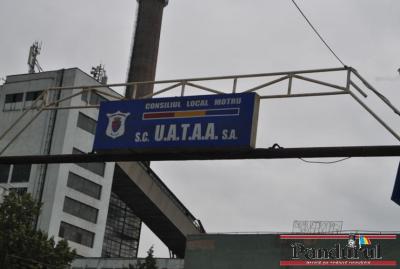 CONSILIUL LOCAL MOTRU
S.C. U.A.T.A.A. S.A.
Pandurul